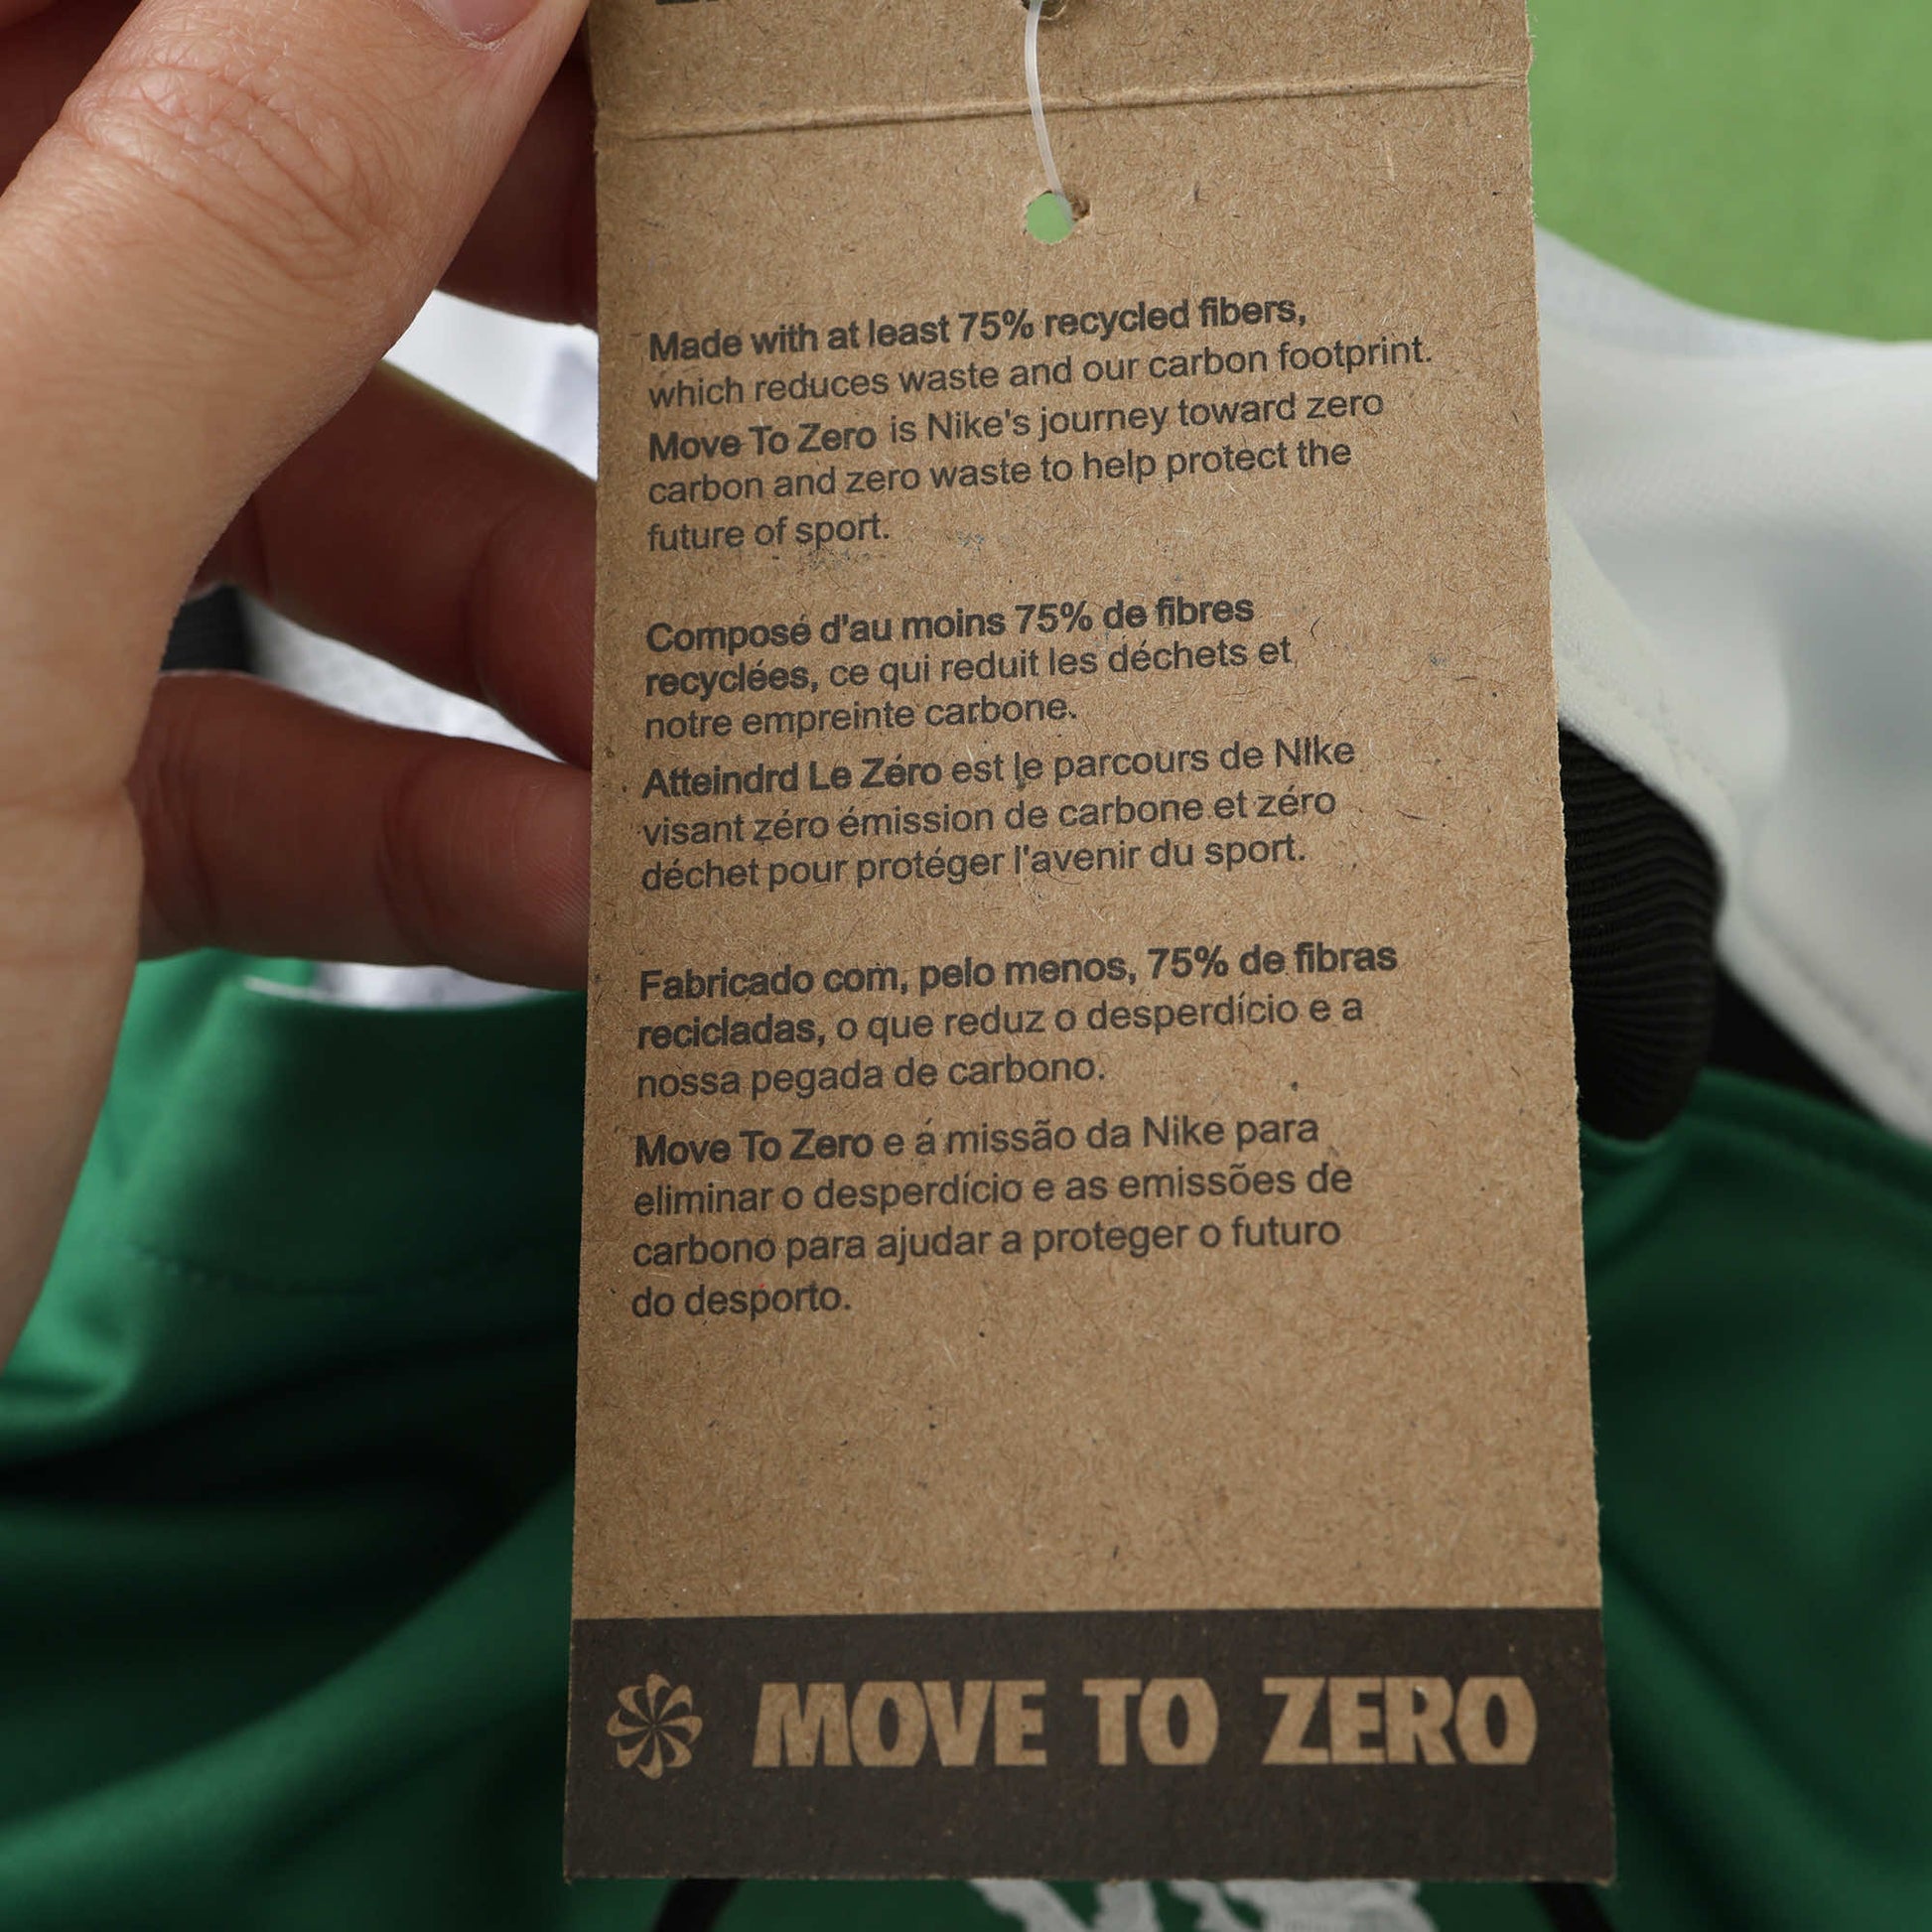 Made with at least 75% recycled fibers,
which reduces waste and our carbon footprint.
Move To Zero is Nike's journey toward zero
carbon and zero waste to help protect the
future of sport.
Composé d'au moins 75% de fibres
recyclées, ce qui reduit les déchets et
notre empreinte carbone.
Atteindrd Le Zéro est le parcours de NIke
visant zéro émission de carbone et zéro
déchet pour protéger l'avenir du sport.
Fabricado com, pelo menos, 75% de fibras
recicladas, o que reduz o desperdício e a
nossa pegada de carbono.
Move To Zero e á missão da Nike para
eliminar o desperdício e as emissões de
carbono para ajudar a proteger o futuro
do desporto.
MOVE TO ZERO